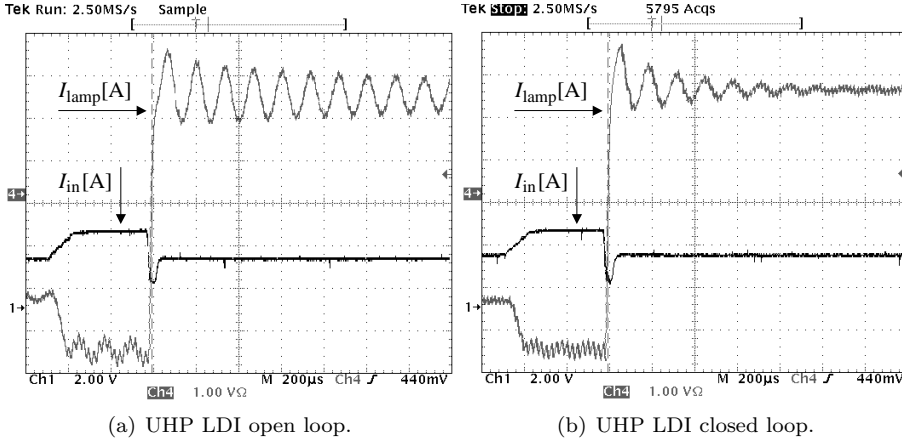 Tek Run: 2.50MS/s Sample
I_lamp[A]
I_in[A]
4→
1→
Ch1 2.00 V M 200µs Ch4 ⨍ 440mV
Ch4 1.00 VΩ
(a) UHP LDI open loop.
Tek Stop: 2.50MS/s 5795 Acqs
I_lamp[A]
I_in[A]
4→
1→
Ch1 2.00 V M 200µs Ch4 ⨍ 440mV
Ch4 1.00 VΩ
(b) UHP LDI closed loop.